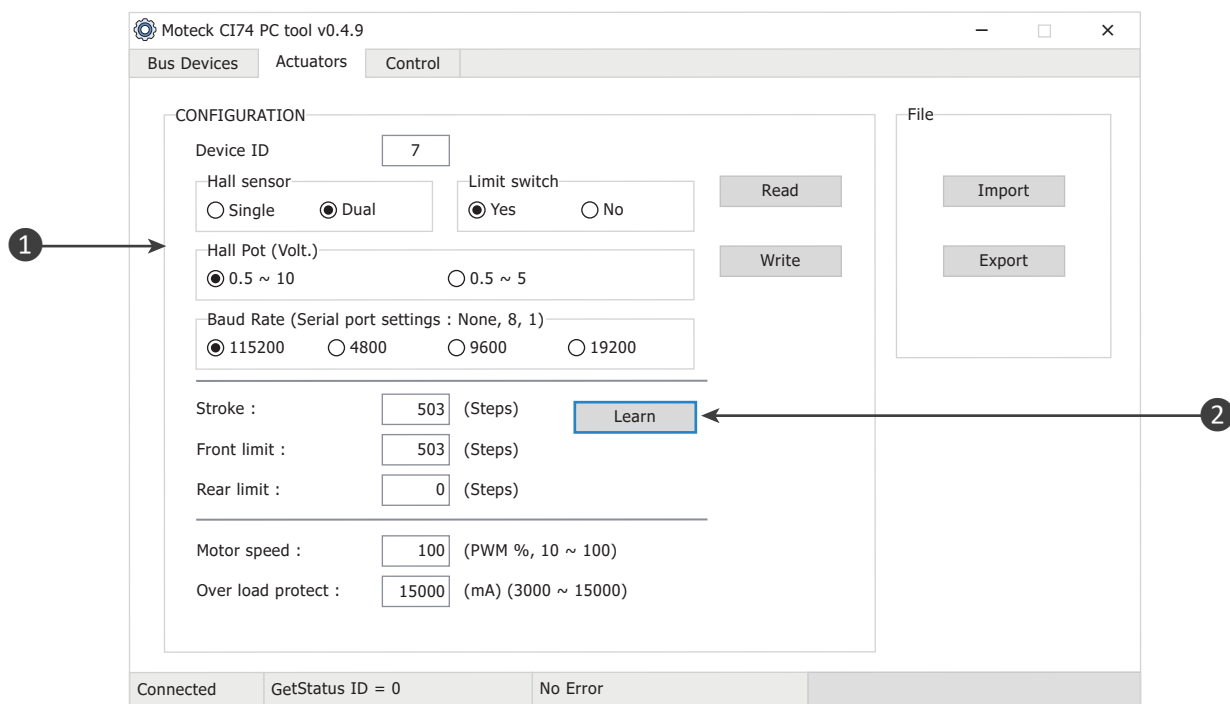 Moteck CI74 PC tool v0.4.9
Bus Devices Actuators Control
CONFIGURATION
Device ID 7
Hall sensor
Single Dual
Limit switch
Yes No
Read
Write
Hall Pot (Volt.)
0.5 ~ 10 0.5 ~ 5
Baud Rate (Serial port settings : None, 8, 1)
115200 4800 9600 19200
Stroke : 503 (Steps)
Learn
Front limit : 503 (Steps)
Rear limit : 0 (Steps)
Motor speed : 100 (PWM %, 10 ~ 100)
Over load protect : 15000 (mA) (3000 ~ 15000)
File
Import
Export
1
2
Connected GetStatus ID = 0 No Error